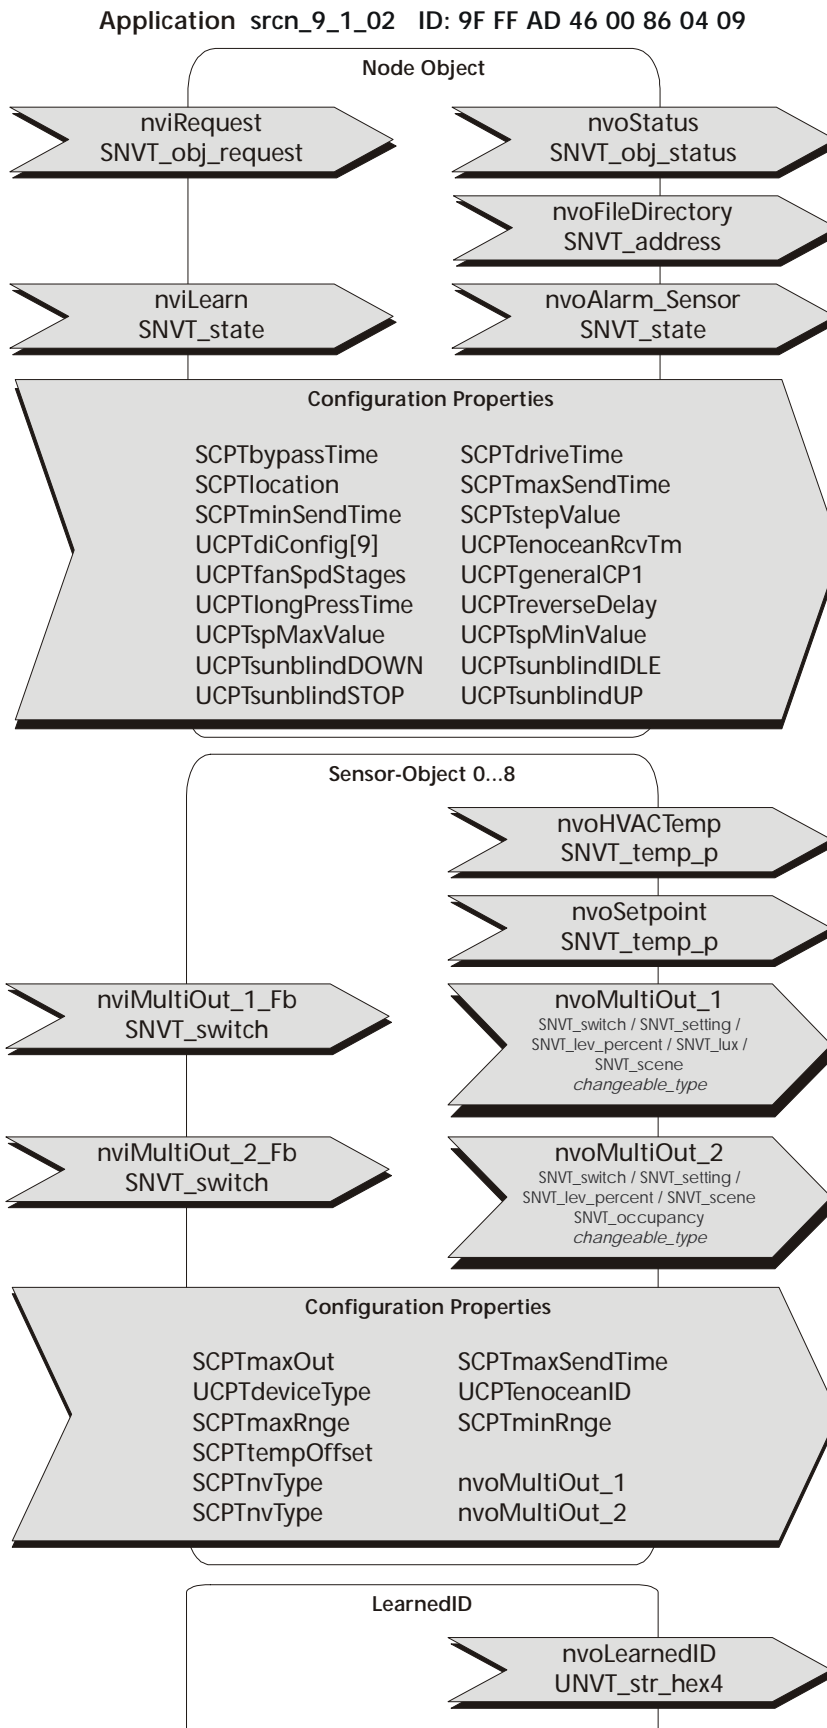 Application srcn_9_1_02 ID: 9F FF AD 46 00 86 04 09
Node Object
nviRequest
SNVT_obj_request
nvoStatus
SNVT_obj_status
nvoFileDirectory
SNVT_address
nviLearn
SNVT_state
nvoAlarm_Sensor
SNVT_state
Configuration Properties
SCPTbypassTime SCPTdriveTime
SCPTlocation SCPTmaxSendTime
SCPTminSendTime SCPTstepValue
UCPTdiConfig[9] UCPTenoceanRcvTm
UCPTfanSpdStages UCPTgeneralCP1
UCPTlongPressTime UCPTreverseDelay
UCPTspMaxValue UCPTspMinValue
UCPTsunblindDOWN UCPTsunblindIDLE
UCPTsunblindSTOP UCPTsunblindUP
Sensor-Object 0...8
nvoHVACTemp
SNVT_temp_p
nvoSetpoint
SNVT_temp_p
nviMultiOut_1_Fb
SNVT_switch
nvoMultiOut_1
SNVT_switch / SNVT_setting /
SNVT_lev_percent / SNVT_lux /
SNVT_scene
changeable_type
nviMultiOut_2_Fb
SNVT_switch
nvoMultiOut_2
SNVT_switch / SNVT_setting /
SNVT_lev_percent / SNVT_scene
SNVT_occupancy
changeable_type
Configuration Properties
SCPTmaxOut SCPTmaxSendTime
UCPTdeviceType UCPTenoceanID
SCPTmaxRnge SCPTminRnge
SCPTtempOffset
SCPTnvType nvoMultiOut_1
SCPTnvType nvoMultiOut_2
LearnedID
nvoLearnedID
UNVT_str_hex4